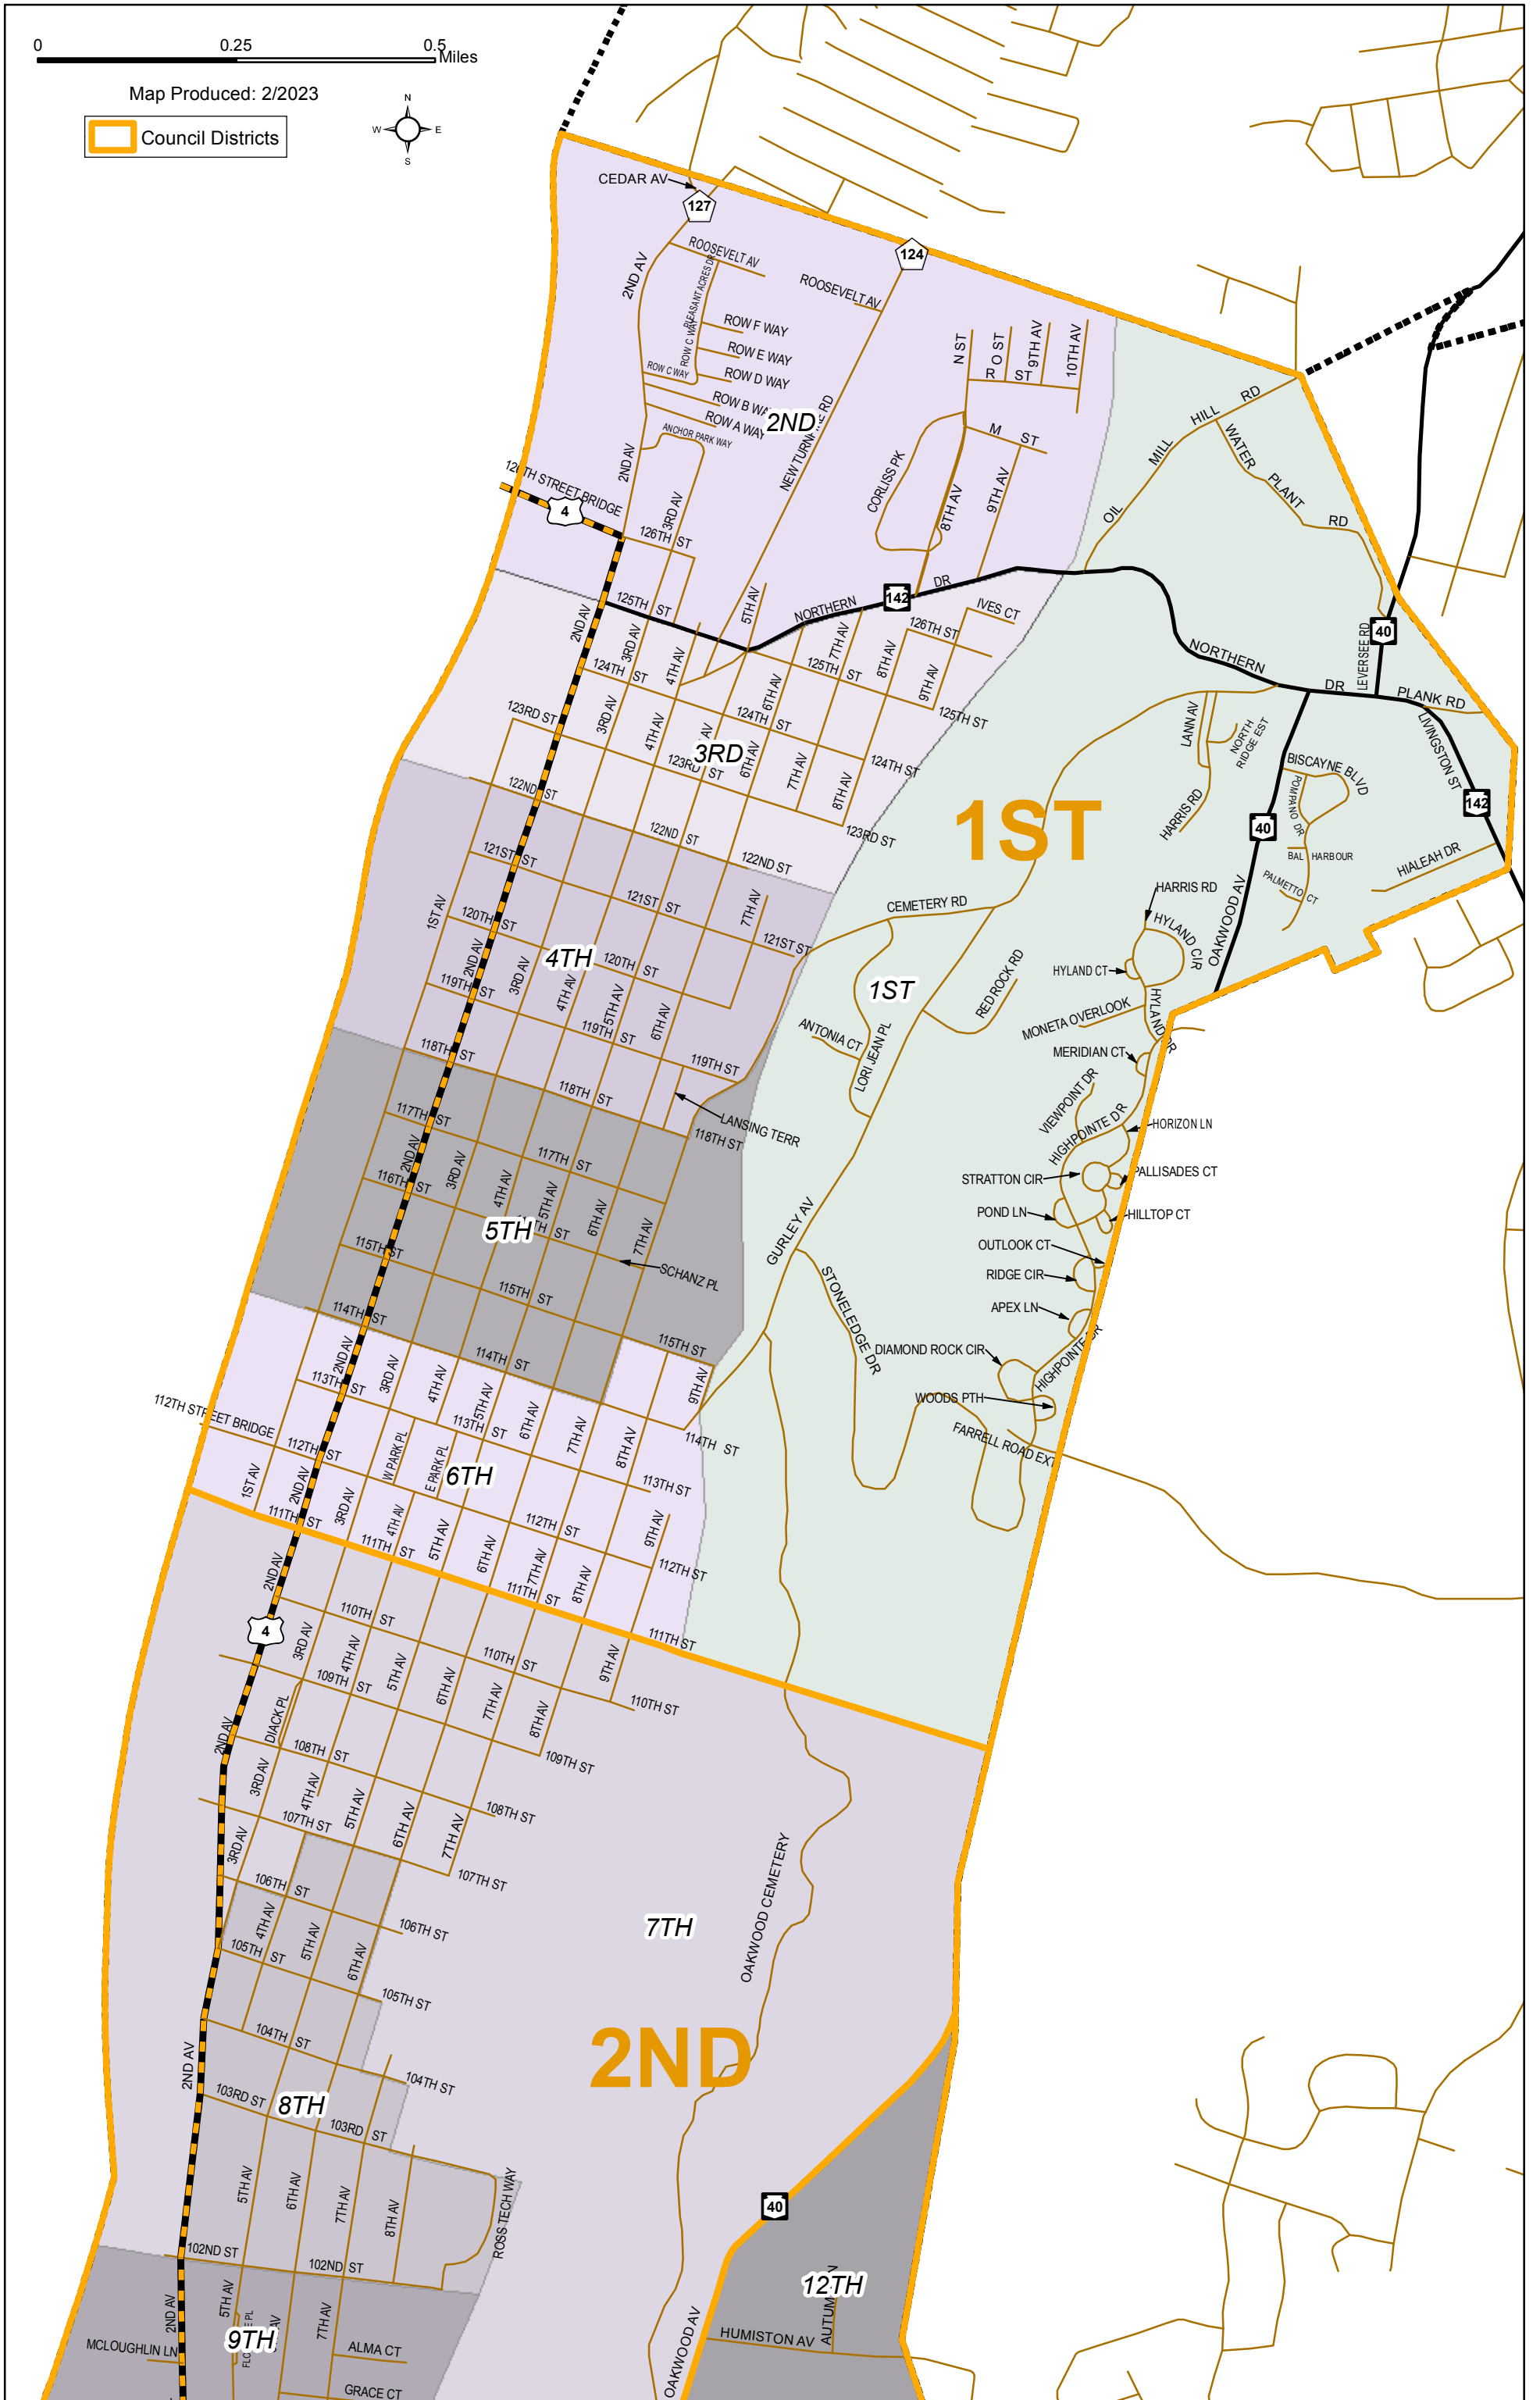 0 0.25 0.5
Miles
Map Produced: 2/2023
Council Districts
N
W E
S
CEDAR AV
127
124
ROOSEVELT AV
2ND AV
PLEASANT ACRES DR
ROOSEVELT AV
ROW F WAY
ROW C WAY
ROW E WAY
ROW C WAY
ROW D WAY
ROW B WAY
ROW A WAY
2ND
ANCHOR PARK WAY
NEW TURNPIKE RD
N ST
O ST
9TH AV
10TH AV
R ST
M ST
CORLISS PK
8TH AV
9TH AV
OIL MILL HILL RD
WATER PLANT RD
2ND AV
3RD AV
126TH STREET BRIDGE
4
126TH ST
125TH ST
5TH AV
NORTHERN DR
142
IVES CT
126TH ST
2ND AV
3RD AV
4TH AV
7TH AV
8TH AV
9TH AV
6TH AV
124TH ST
125TH ST
125TH ST
123RD ST
3RD AV
4TH AV
124TH ST
124TH ST
3RD
6TH AV
7TH AV
8TH AV
123RD ST
123RD ST
NORTHERN DR
LEVERSEE RD
40
PLANK RD
LIVINGSTON ST
142
LANN AV
NORTH
RIDGE EST
HARRIS RD
BISCAYNE BLVD
POMPANO DR
BAL HARBOUR
PALMETTO CT
HIALEAH DR
40
OAKWOOD AV
1ST
122ND ST
122ND ST
122ND ST
121ST ST
121ST ST
121ST ST
7TH AV
1ST AV
120TH ST
120TH ST
4TH
2ND AV
3RD AV
4TH AV
5TH AV
6TH AV
119TH ST
119TH ST
119TH ST
CEMETERY RD
1ST
RED ROCK RD
ANTONIA CT
LORI JEAN PL
HARRIS RD
HYLAND CIR
HYLAND CT
HYLAND DR
MONETA OVERLOOK
MERIDIAN CT
VIEWPOINT DR
HIGHPOINTE DR
HORIZON LN
STRATTON CIR
PALLISADES CT
POND LN
HILLTOP CT
OUTLOOK CT
RIDGE CIR
APEX LN
DIAMOND ROCK CIR
HIGHPOINTE DR
WOODS PTH
FARRELL ROAD EXT
STONELEDGE DR
GURLEY AV
118TH ST
118TH ST
118TH ST
LANSING TERR
117TH ST
117TH ST
2ND AV
3RD AV
4TH AV
5TH AV
6TH AV
7TH AV
116TH ST
5TH
SCHANZ PL
115TH ST
115TH ST
115TH ST
114TH ST
114TH ST
114TH ST
2ND AV
3RD AV
4TH AV
5TH AV
6TH AV
7TH AV
8TH AV
9TH AV
113TH ST
113TH ST
113TH ST
112TH STREET BRIDGE
112TH ST
W PARK PL
E PARK PL
6TH
112TH ST
112TH ST
1ST AV
2ND AV
3RD AV
4TH AV
5TH AV
6TH AV
7TH AV
8TH AV
9TH AV
111TH ST
111TH ST
111TH ST
111TH ST
2ND AV
4
3RD AV
4TH AV
5TH AV
6TH AV
7TH AV
8TH AV
9TH AV
110TH ST
110TH ST
110TH ST
109TH ST
109TH ST
DIACK PL
2ND AV
108TH ST
108TH ST
3RD AV
4TH AV
5TH AV
6TH AV
7TH AV
107TH ST
107TH ST
3RD AV
106TH ST
106TH ST
4TH AV
5TH AV
6TH AV
105TH ST
105TH ST
7TH
OAKWOOD CEMETERY
2ND
104TH ST
104TH ST
2ND AV
103RD ST
8TH
103RD ST
5TH AV
6TH AV
7TH AV
8TH AV
ROSS TECH WAY
40
102ND ST
102ND ST
2ND AV
5TH AV
7TH AV
9TH
MCLOUGHLIN LN
ALMA CT
GRACE CT
OAKWOOD AV
HUMISTON AV
12TH